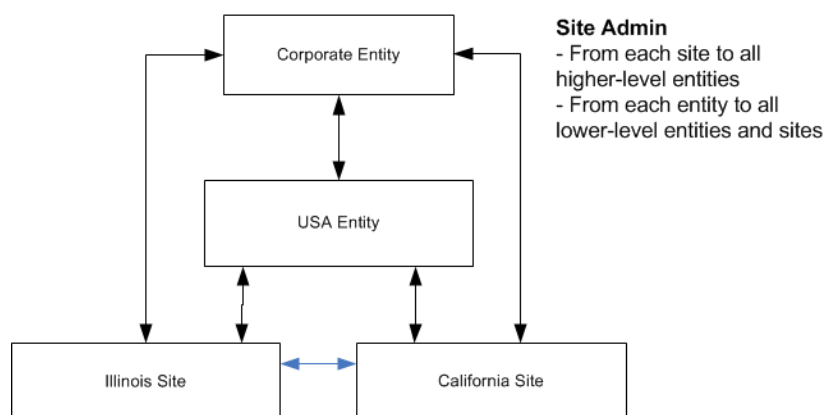 Site Admin
- From each site to all
higher-level entities
- From each entity to all
lower-level entities and sites
Corporate Entity
USA Entity
Illinois Site
California Site